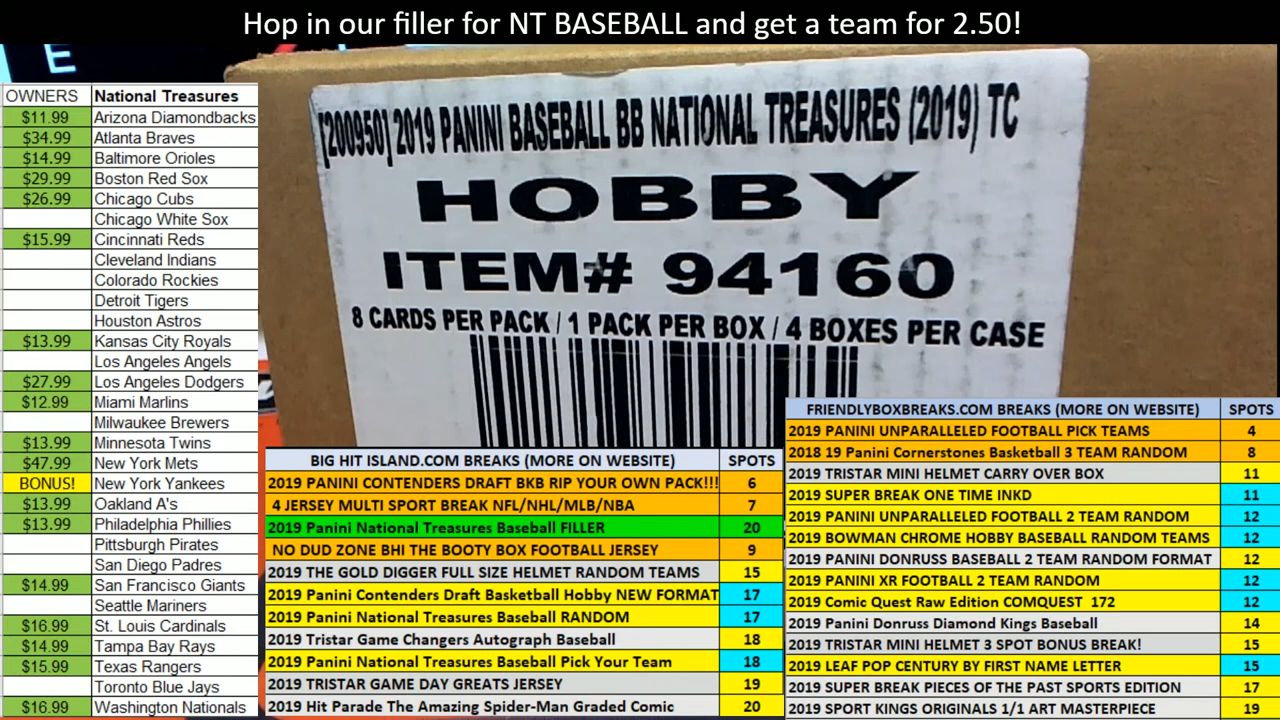 Hop in our filler for NT BASEBALL and get a team for 2.50!
E
OWNERS National Treasures
$11.99 Arizona Diamondbacks
$34.99 Atlanta Braves
$14.99 Baltimore Orioles
$29.99 Boston Red Sox
$26.99 Chicago Cubs
Chicago White Sox
$15.99 Cincinnati Reds
Cleveland Indians
Colorado Rockies
Detroit Tigers
Houston Astros
$13.99 Kansas City Royals
Los Angeles Angels
$27.99 Los Angeles Dodgers
$12.99 Miami Marlins
Milwaukee Brewers
$13.99 Minnesota Twins
$47.99 New York Mets
BONUS! New York Yankees
$13.99 Oakland A's
$13.99 Philadelphia Phillies
Pittsburgh Pirates
San Diego Padres
$14.99 San Francisco Giants
Seattle Mariners
$16.99 St. Louis Cardinals
$14.99 Tampa Bay Rays
$15.99 Texas Rangers
Toronto Blue Jays
$16.99 Washington Nationals
[200950] 2019 PANINI BASEBALL BB NATIONAL TREASURES (2019) TC
HOBBY
ITEM# 94160
8 CARDS PER PACK / 1 PACK PER BOX / 4 BOXES PER CASE
BIG HIT ISLAND.COM BREAKS (MORE ON WEBSITE) SPOTS
2019 PANINI CONTENDERS DRAFT BKB RIP YOUR OWN PACK!!! 6
4 JERSEY MULTI SPORT BREAK NFL/NHL/MLB/NBA 7
2019 Panini National Treasures Baseball FILLER 20
NO DUD ZONE BHI THE BOOTY BOX FOOTBALL JERSEY 9
2019 THE GOLD DIGGER FULL SIZE HELMET RANDOM TEAMS 15
2019 Panini Contenders Draft Basketball Hobby NEW FORMAT 17
2019 Panini National Treasures Baseball RANDOM 17
2019 Tristar Game Changers Autograph Baseball 18
2019 Panini National Treasures Baseball Pick Your Team 18
2019 TRISTAR GAME DAY GREATS JERSEY 19
2019 Hit Parade The Amazing Spider-Man Graded Comic 20
FRIENDLYBOXBREAKS.COM BREAKS (MORE ON WEBSITE) SPOTS
2019 PANINI UNPARALLELED FOOTBALL PICK TEAMS 4
2018 19 Panini Cornerstones Basketball 3 TEAM RANDOM 8
2019 TRISTAR MINI HELMET CARRY OVER BOX 11
2019 SUPER BREAK ONE TIME INKD 11
2019 PANINI UNPARALLELED FOOTBALL 2 TEAM RANDOM 12
2019 BOWMAN CHROME HOBBY BASEBALL RANDOM TEAMS 12
2019 PANINI DONRUSS BASEBALL 2 TEAM RANDOM FORMAT 12
2019 PANINI XR FOOTBALL 2 TEAM RANDOM 12
2019 Comic Quest Raw Edition COMQUEST 172 12
2019 Panini Donruss Diamond Kings Baseball 14
2019 TRISTAR MINI HELMET 3 SPOT BONUS BREAK! 15
2019 LEAF POP CENTURY BY FIRST NAME LETTER 15
2019 SUPER BREAK PIECES OF THE PAST SPORTS EDITION 17
2019 SPORT KINGS ORIGINALS 1/1 ART MASTERPIECE 19